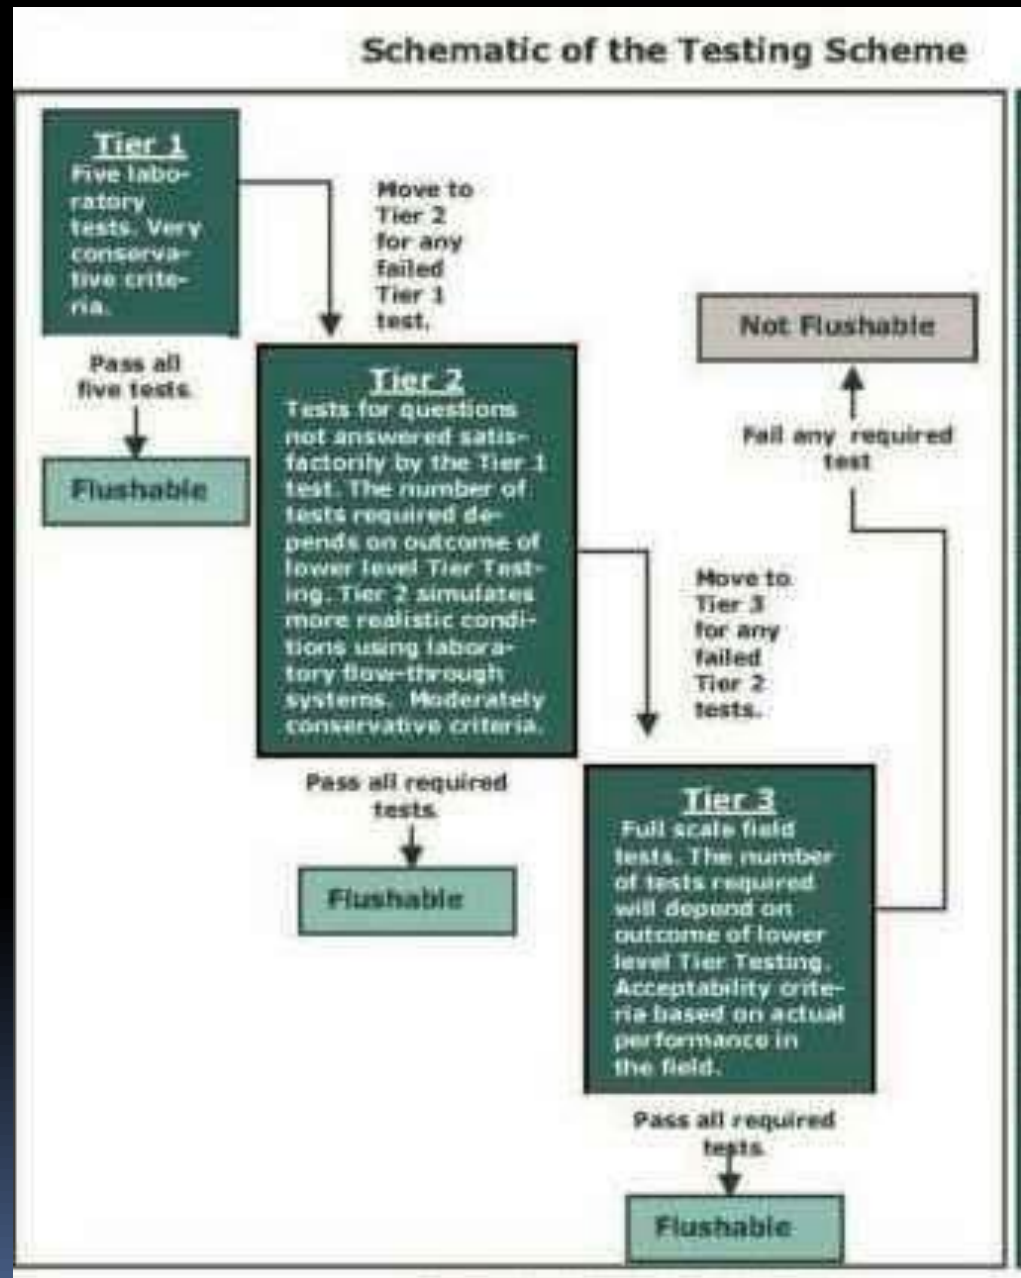 Schematic of the Testing Scheme
Tier 1
Five labo-
ratory
tests. Very
conserva-
tive crite-
ria.
Move to
Tier 2
for any
failed
Tier 1
test.
Pass all
five tests.
Flushable
Tier 2
Tests for questions
not answered satis-
factorily by the Tier 1
test. The number of
tests required de-
pends on outcome of
lower level Tier Test-
ing. Tier 2 simulates
more realistic condi-
tions using labora-
tory flow-through
systems. Moderately
conservative criteria.
Not Flushable
Fail any required
test
Move to
Tier 3
for any
failed
Tier 2
tests.
Pass all required
tests.
Flushable
Tier 3
Full scale field
tests. The number
of tests required
will depend on
outcome of lower
level Tier Testing.
Acceptability crite-
ria based on actual
performance in
the field.
Pass all required
tests.
Flushable